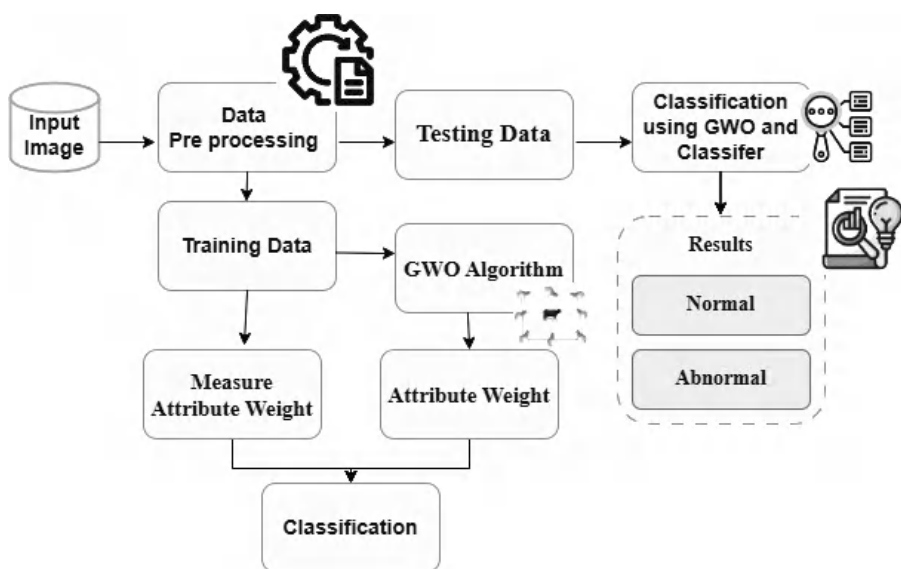 Input
Image
Data
Pre processing
Testing Data
Classification
using GWO and
Classifer
Training Data
GWO Algorithm
Results
Normal
Measure
Attribute Weight
Attribute Weight
Abnormal
Classification